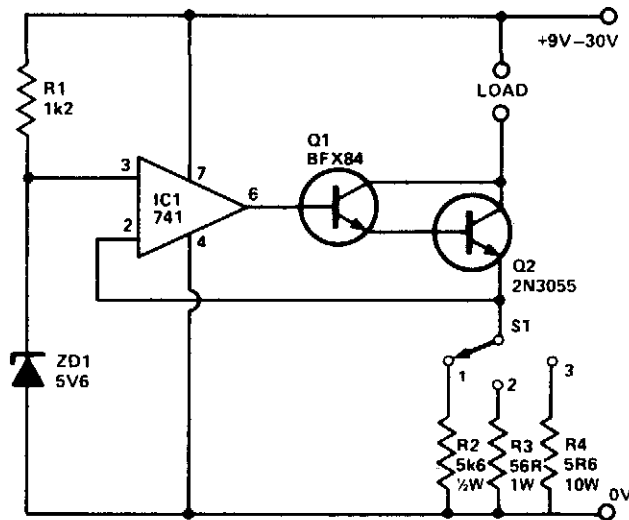 +9V–30V
R1
1k2
LOAD
Q1
BFX84
3
7
IC1
741
6
2
4
Q2
2N3055
S1
ZD1
5V6
1
2
3
R2
5k6
½W
R3
56R
1W
R4
5R6
10W
0V